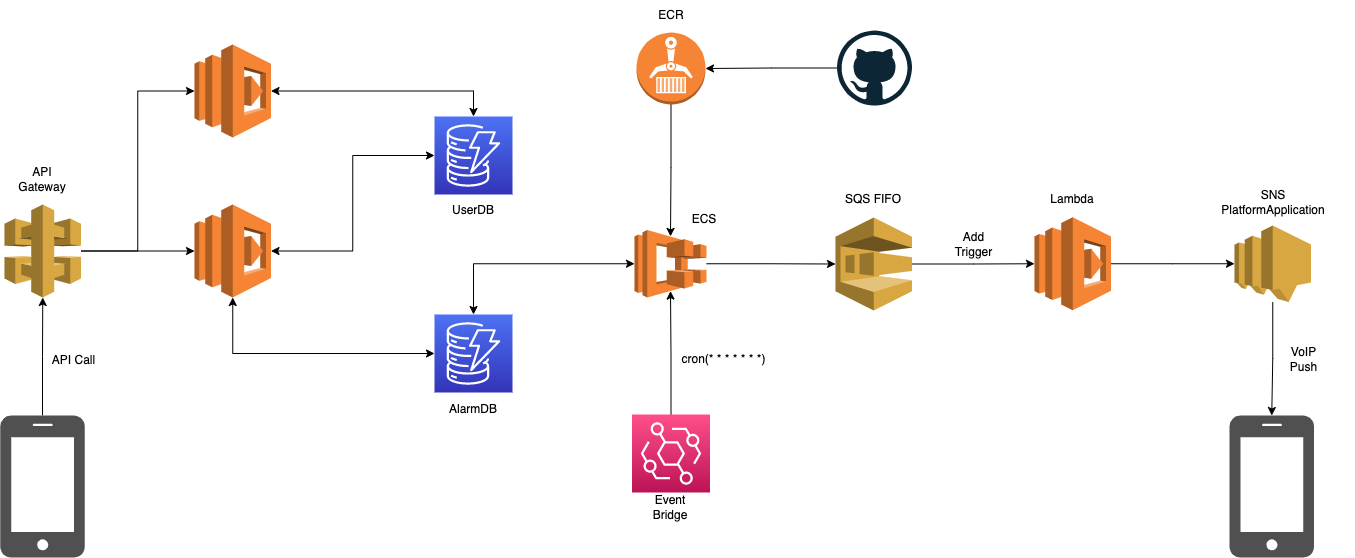 ECR
API
Gateway
UserDB
ECS
SQS FIFO
Add
Trigger
Lambda
SNS
PlatformApplication
API Call
AlarmDB
cron(* * * * * * *)
Event
Bridge
VoIP
Push